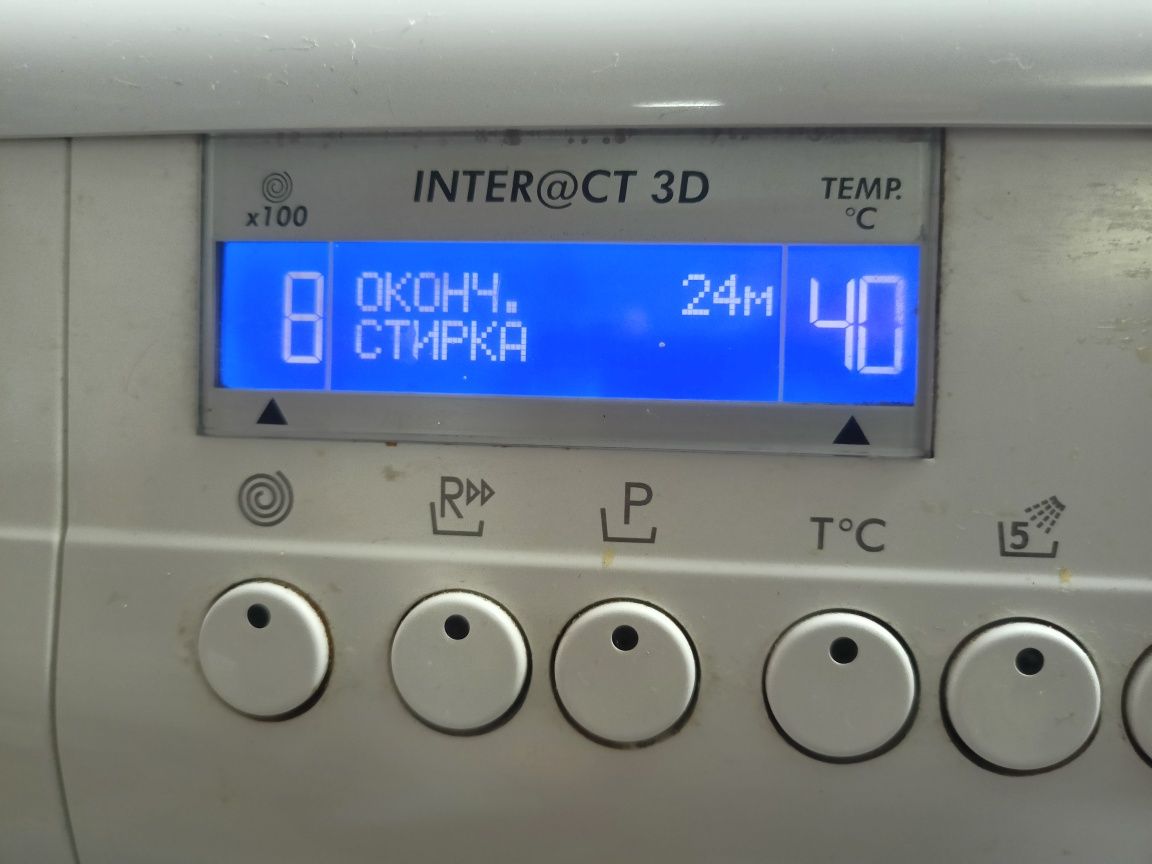 INTER@CT 3D
x100
TEMP.
°C
8
ОКОНЧ. 24м
СТИРКА
40
R
P
T°C
5